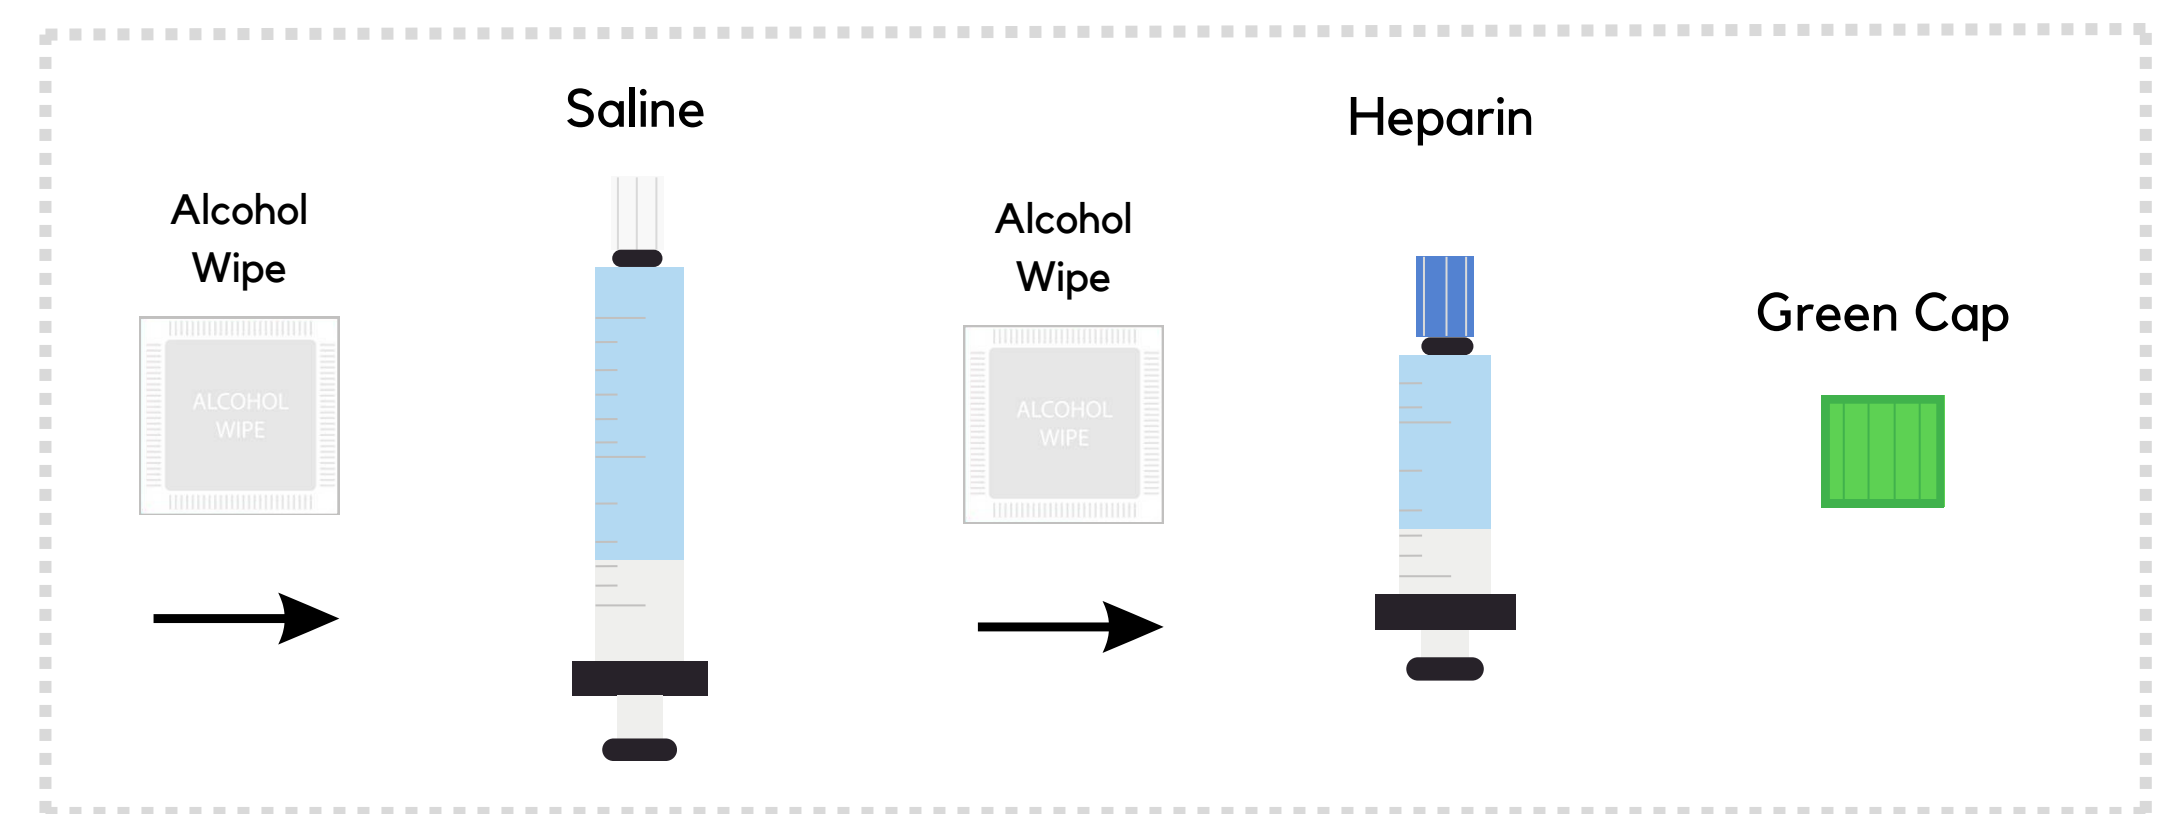 Saline
Heparin
Alcohol
Wipe
Alcohol
Wipe
Green Cap
ALCOHOL
WIPE
ALCOHOL
WIPE